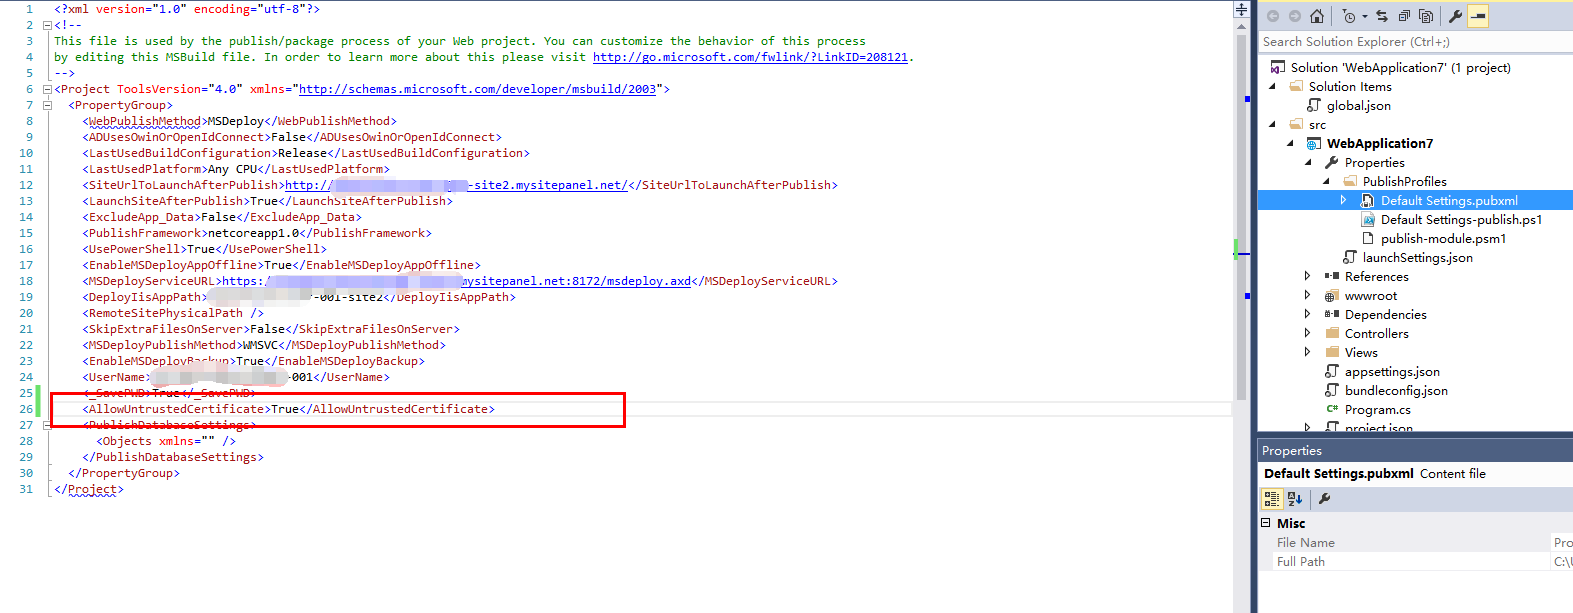 1 <?xml version="1.0" encoding="utf-8"?>
2 <!--
3 This file is used by the publish/package process of your Web project. You can customize the behavior of this process
4 by editing this MSBuild file. In order to learn more about this please visit http://go.microsoft.com/fwlink/?LinkID=208121.
5 -->
6 <Project ToolsVersion="4.0" xmlns="http://schemas.microsoft.com/developer/msbuild/2003">
7 <PropertyGroup>
8 <WebPublishMethod>MSDeploy</WebPublishMethod>
9 <ADUsesOwinOrOpenIdConnect>False</ADUsesOwinOrOpenIdConnect>
10 <LastUsedBuildConfiguration>Release</LastUsedBuildConfiguration>
11 <LastUsedPlatform>Any CPU</LastUsedPlatform>
12 <SiteUrlToLaunchAfterPublish>http:/ -site2.mysitepanel.net/</SiteUrlToLaunchAfterPublish>
13 <LaunchSiteAfterPublish>True</LaunchSiteAfterPublish>
14 <ExcludeApp_Data>False</ExcludeApp_Data>
15 <PublishFramework>netcoreapp1.0</PublishFramework>
16 <UsePowerShell>True</UsePowerShell>
17 <EnableMSDeployAppOffline>True</EnableMSDeployAppOffline>
18 <MSDeployServiceURL>https: mysitepanel.net:8172/msdeploy.axd</MSDeployServiceURL>
19 <DeployIisAppPath> -001-site2</DeployIisAppPath>
20 <RemoteSitePhysicalPath />
21 <SkipExtraFilesOnServer>False</SkipExtraFilesOnServer>
22 <MSDeployPublishMethod>WMSVC</MSDeployPublishMethod>
23 <EnableMSDeployBackup>True</EnableMSDeployBackup>
24 <UserName> -001</UserName>
25 <_SavePWD>True</_SavePWD>
26 <AllowUntrustedCertificate>True</AllowUntrustedCertificate>
27 <PublishDatabaseSettings>
28 <Objects xmlns="" />
29 </PublishDatabaseSettings>
30 </PropertyGroup>
31 </Project>
Search Solution Explorer (Ctrl+;)
Solution 'WebApplication7' (1 project)
Solution Items
global.json
src
WebApplication7
Properties
PublishProfiles
Default Settings.pubxml
Default Settings-publish.ps1
publish-module.psm1
launchSettings.json
References
wwwroot
Dependencies
Controllers
Views
appsettings.json
bundleconfig.json
C# Program.cs
project.json
Properties
Default Settings.pubxml Content file
Misc
File Name Pro
Full Path C:\